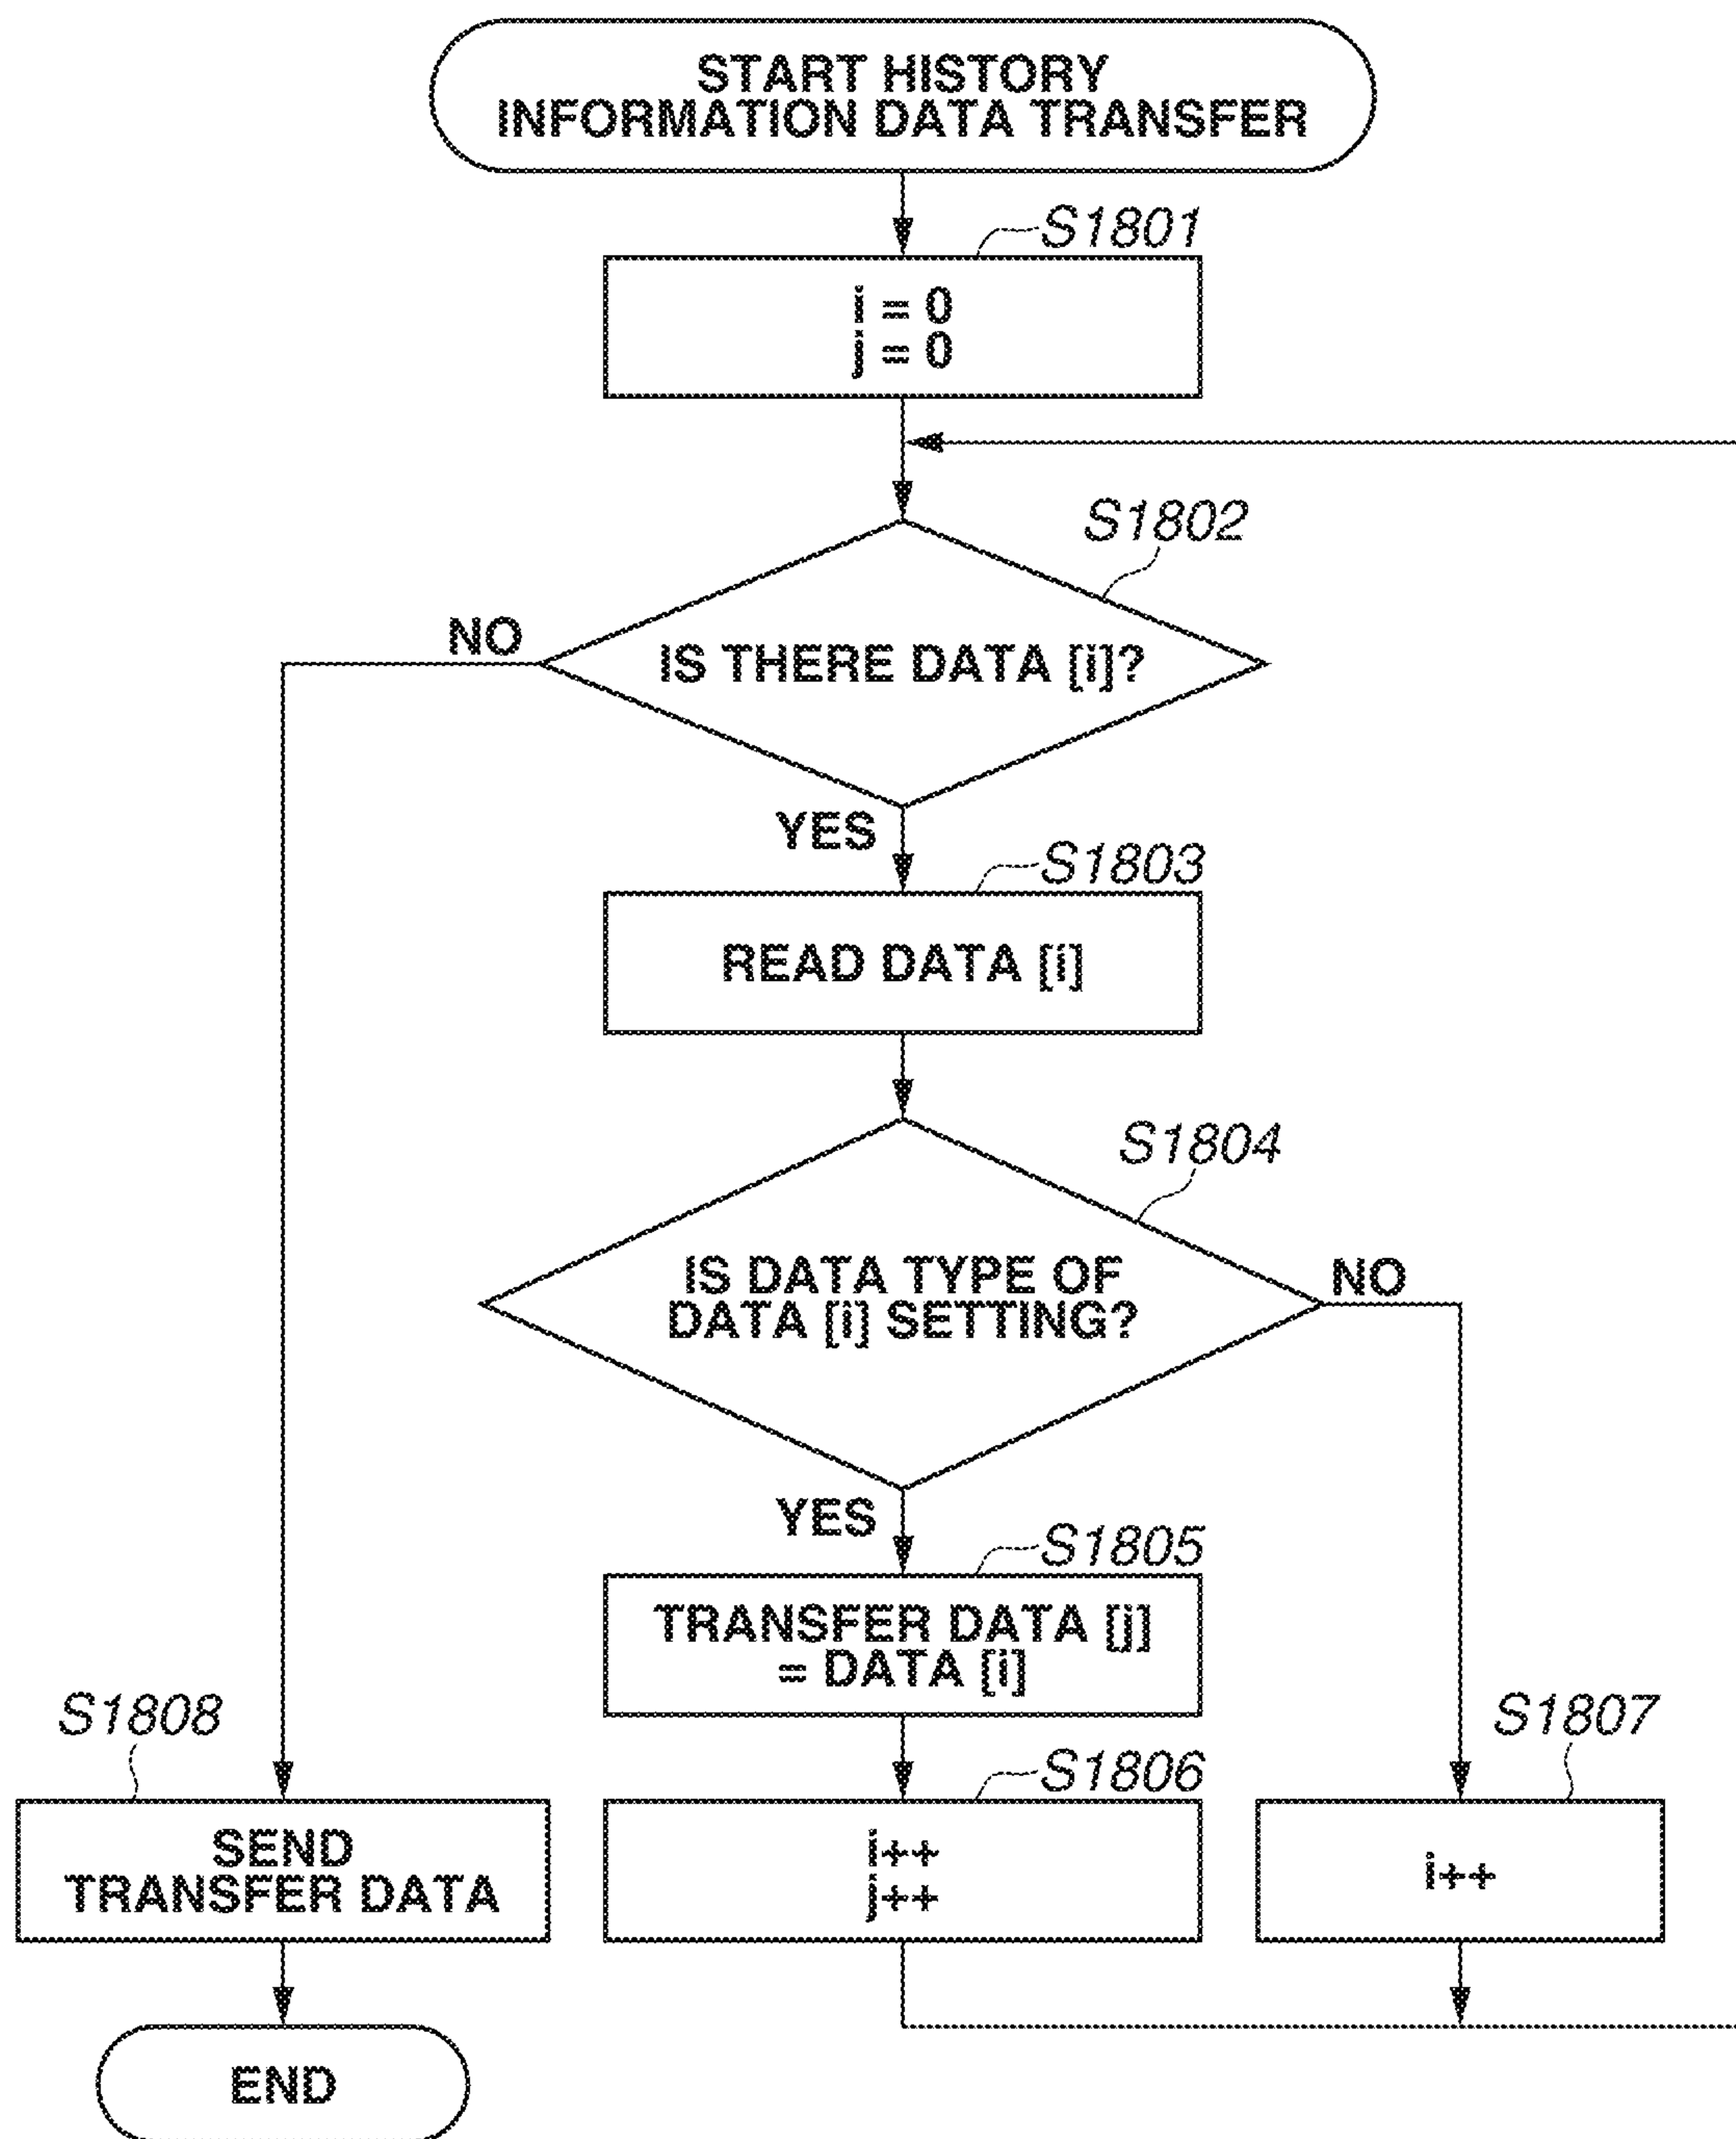 START HISTORY
INFORMATION DATA TRANSFER
S1801
i = 0
j = 0
S1802
NO
IS THERE DATA [i]?
YES
S1803
READ DATA [i]
S1804
IS DATA TYPE OF
DATA [i] SETTING?
NO
YES
S1805
TRANSFER DATA [j]
= DATA [i]
S1808
SEND
TRANSFER DATA
S1806
i++
j++
S1807
i++
END